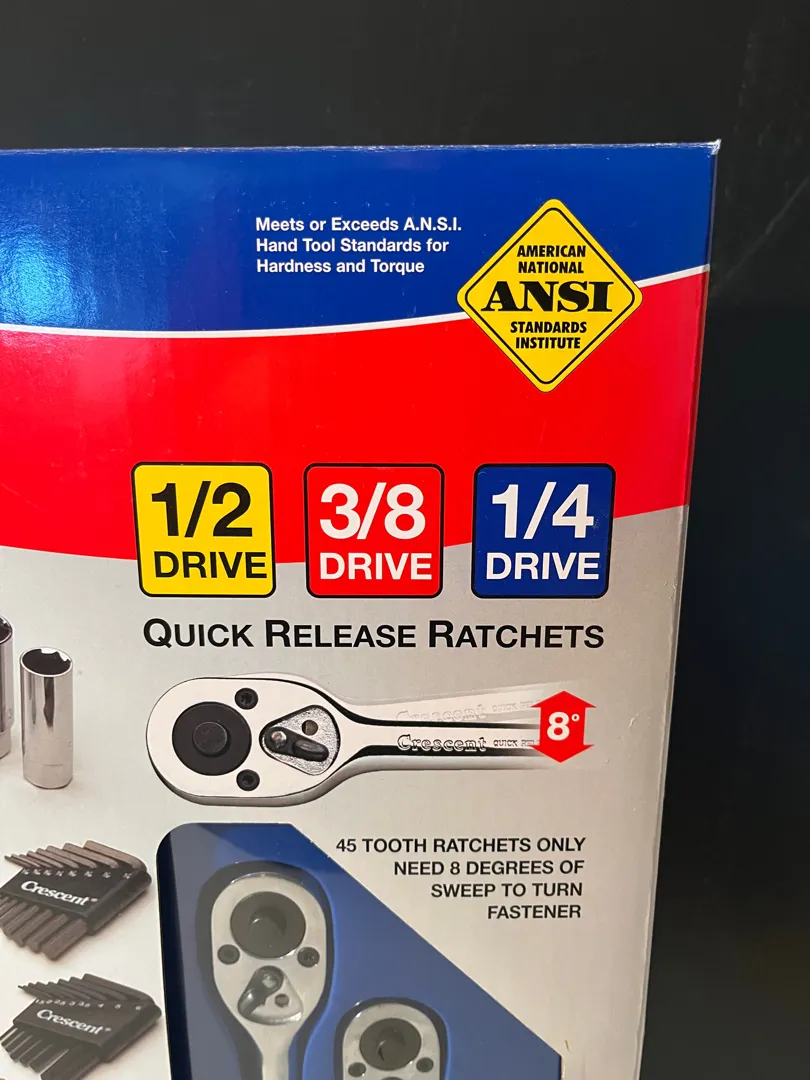 Meets or Exceeds A.N.S.I.
Hand Tool Standards for
Hardness and Torque
AMERICAN
NATIONAL
ANSI
STANDARDS
INSTITUTE
1/2
DRIVE
3/8
DRIVE
1/4
DRIVE
QUICK RELEASE RATCHETS
Crescent
Crescent QUICK
8°
45 TOOTH RATCHETS ONLY
NEED 8 DEGREES OF
SWEEP TO TURN
FASTENER
Crescent®
Crescent®